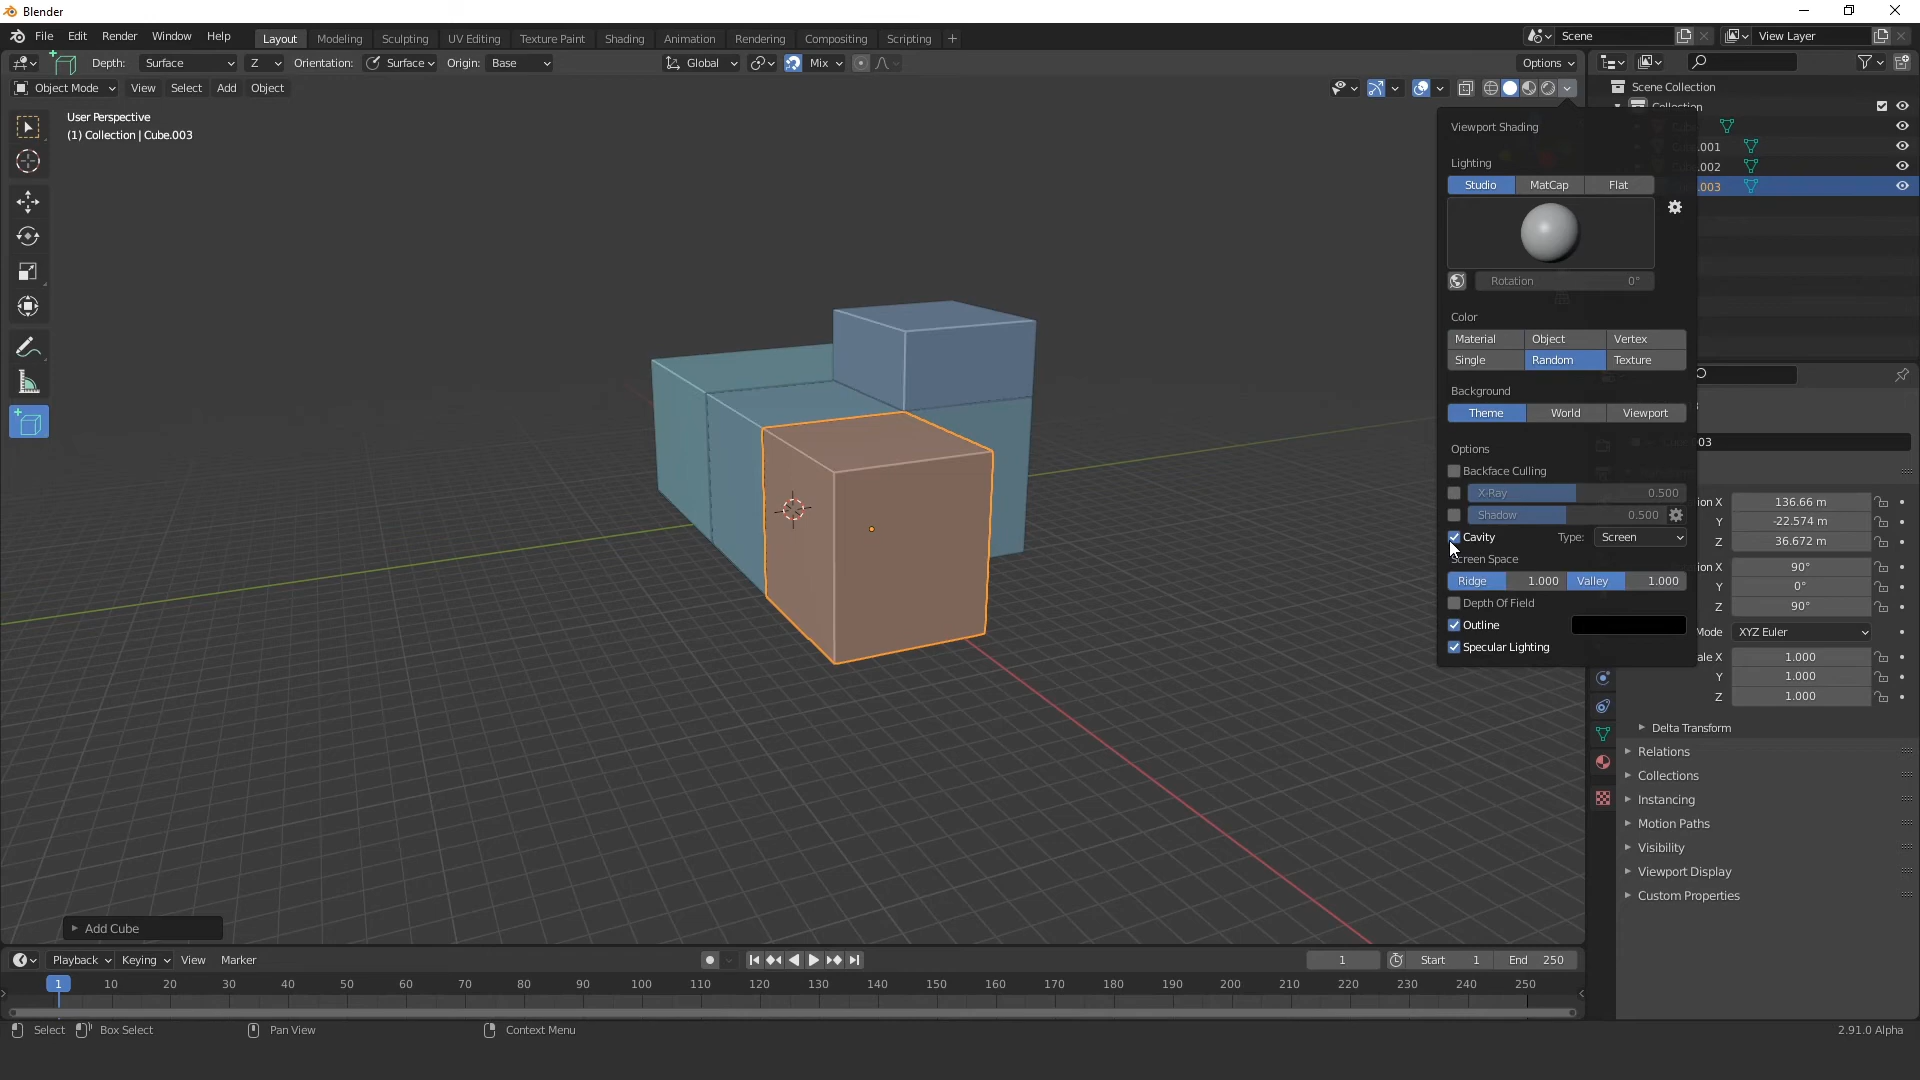 Blender
File Edit Render Window Help Layout Modeling Sculpting UV Editing Texture Paint Shading Animation Rendering Compositing Scripting + Scene View Layer
Depth: Surface Z Orientation: Surface Origin: Base Global Mix Options
Object Mode View Select Add Object
User Perspective
(1) Collection | Cube.003
Viewport Shading
Lighting
Studio MatCap Flat
Rotation 0°
Color
Material Object Vertex
Single Random Texture
Background
Theme World Viewport
Options
Backface Culling
X-Ray 0.500
Shadow 0.500
Cavity Type: Screen
Screen Space
Ridge 1.000 Valley 1.000
Depth Of Field
Outline
Specular Lighting
Scene Collection
Collection
.001
.002
.003
03
ion X 136.66 m
Y -22.574 m
Z 36.672 m
ion X 90°
Y 0°
Z 90°
Mode XYZ Euler
ale X 1.000
Y 1.000
Z 1.000
Delta Transform
Relations
Collections
Instancing
Motion Paths
Visibility
Viewport Display
Custom Properties
Add Cube
Playback Keying View Marker 1 Start 1 End 250
1 10 20 30 40 50 60 70 80 90 100 110 120 130 140 150 160 170 180 190 200 210 220 230 240 250
Select Box Select Pan View Context Menu 2.91.0 Alpha